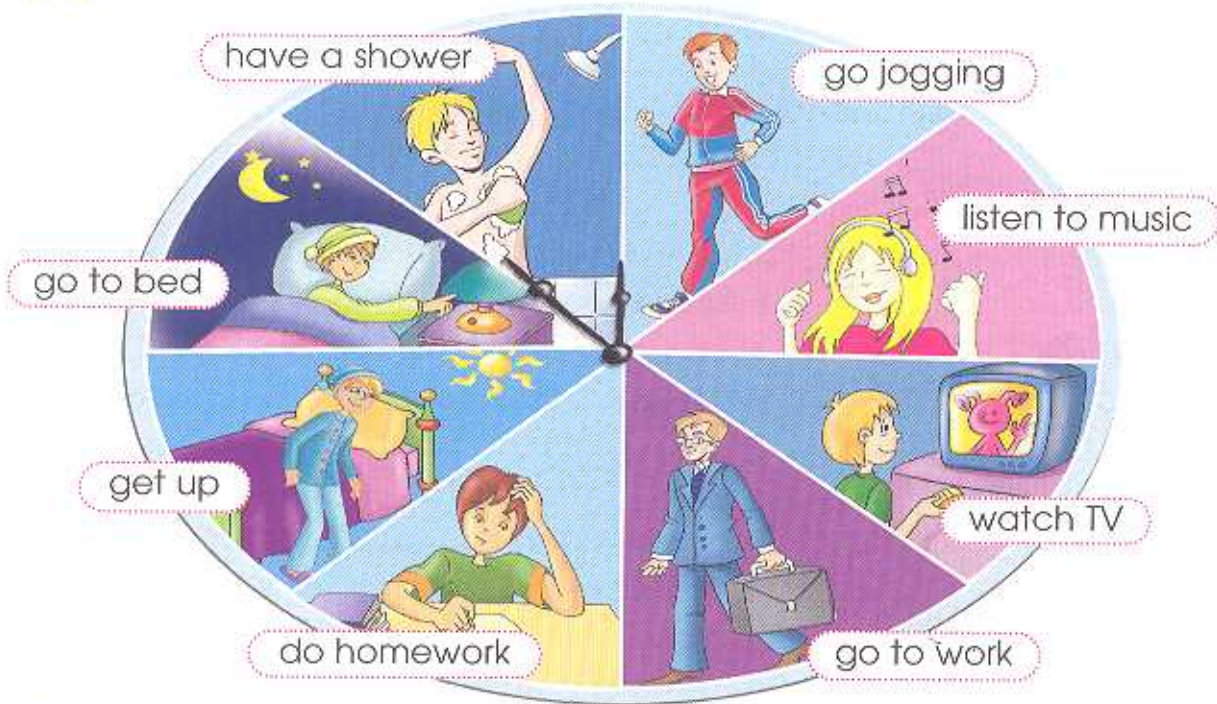 have a shower
go jogging
listen to music
go to bed
get up
watch TV
do homework
go to work